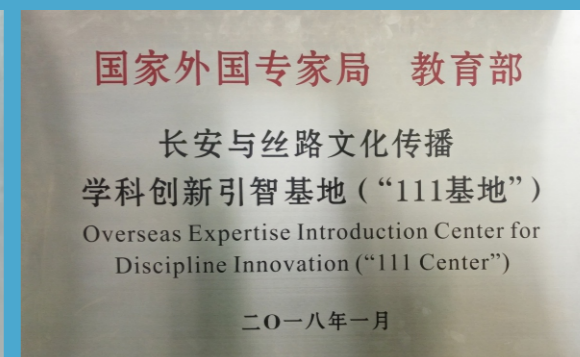 国家外国专家局 教育部
长安与丝路文化传播
学科创新引智基地（“111基地”）
Overseas Expertise Introduction Center for
Discipline Innovation (“111 Center”)
二O一八年一月